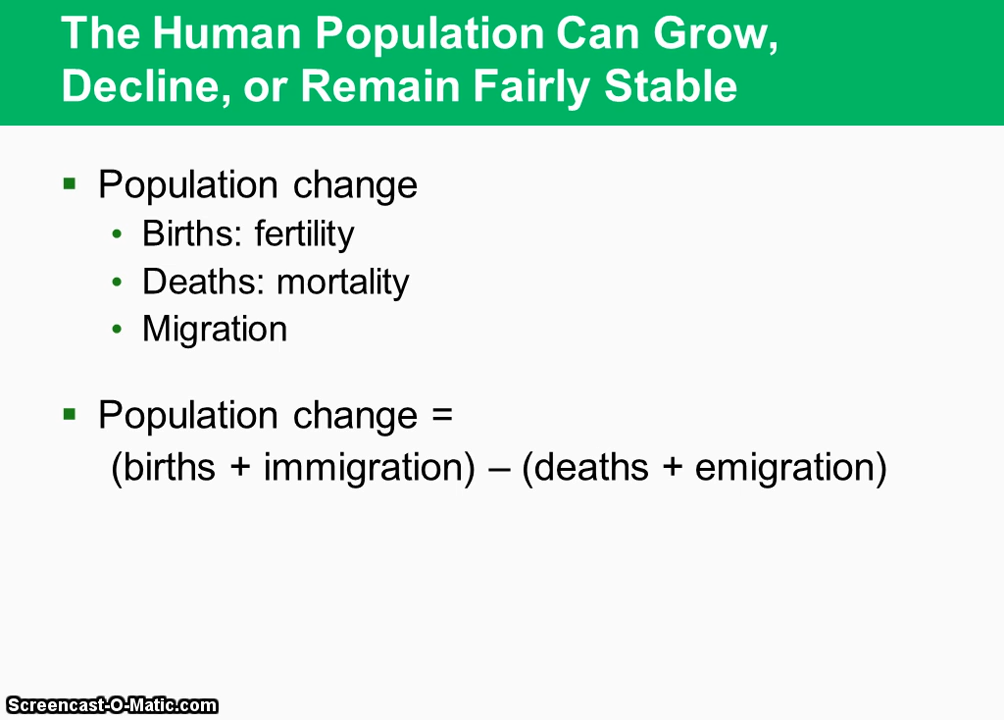 The Human Population Can Grow,
Decline, or Remain Fairly Stable
▪ Population change
• Births: fertility
• Deaths: mortality
• Migration
▪ Population change =
(births + immigration) – (deaths + emigration)
Screencast-O-Matic.com